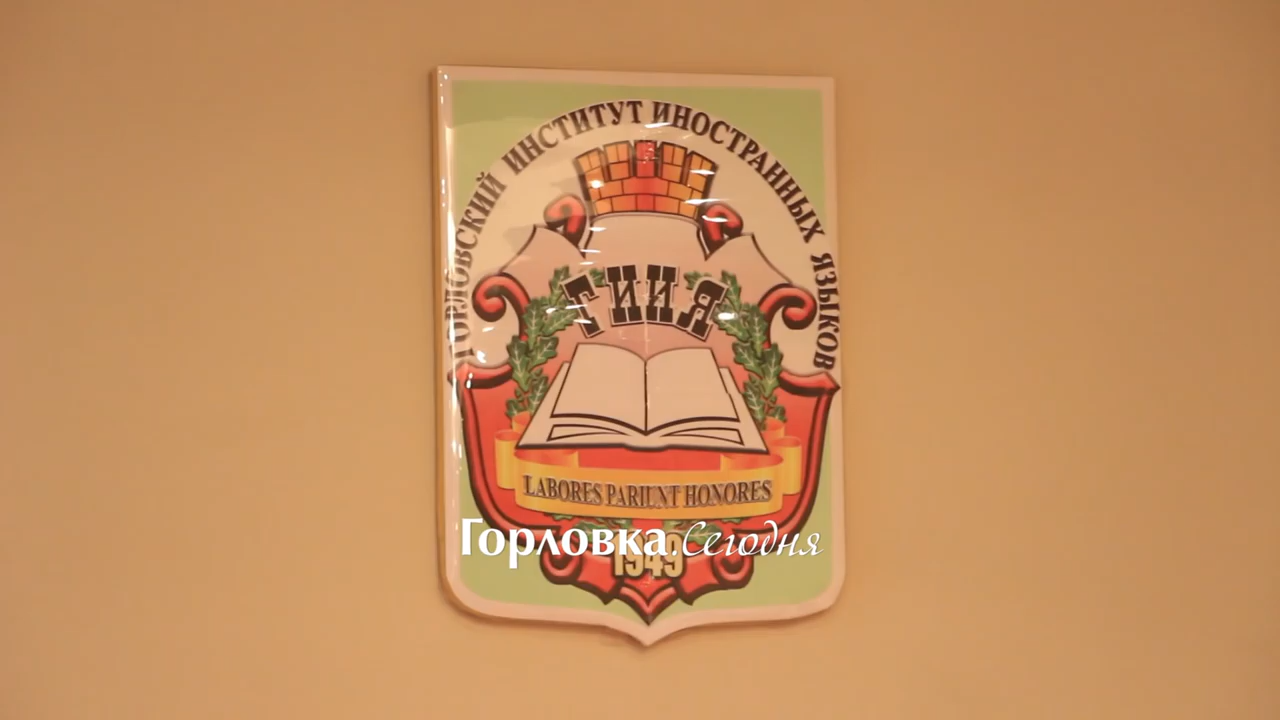 ГОРЛОВСКИЙ ИНСТИТУТ ИНОСТРАННЫХ ЯЗЫКОВ
ГИИЯ
LABORES PARIUNT HONORES
Горловка.Сегодня
1949